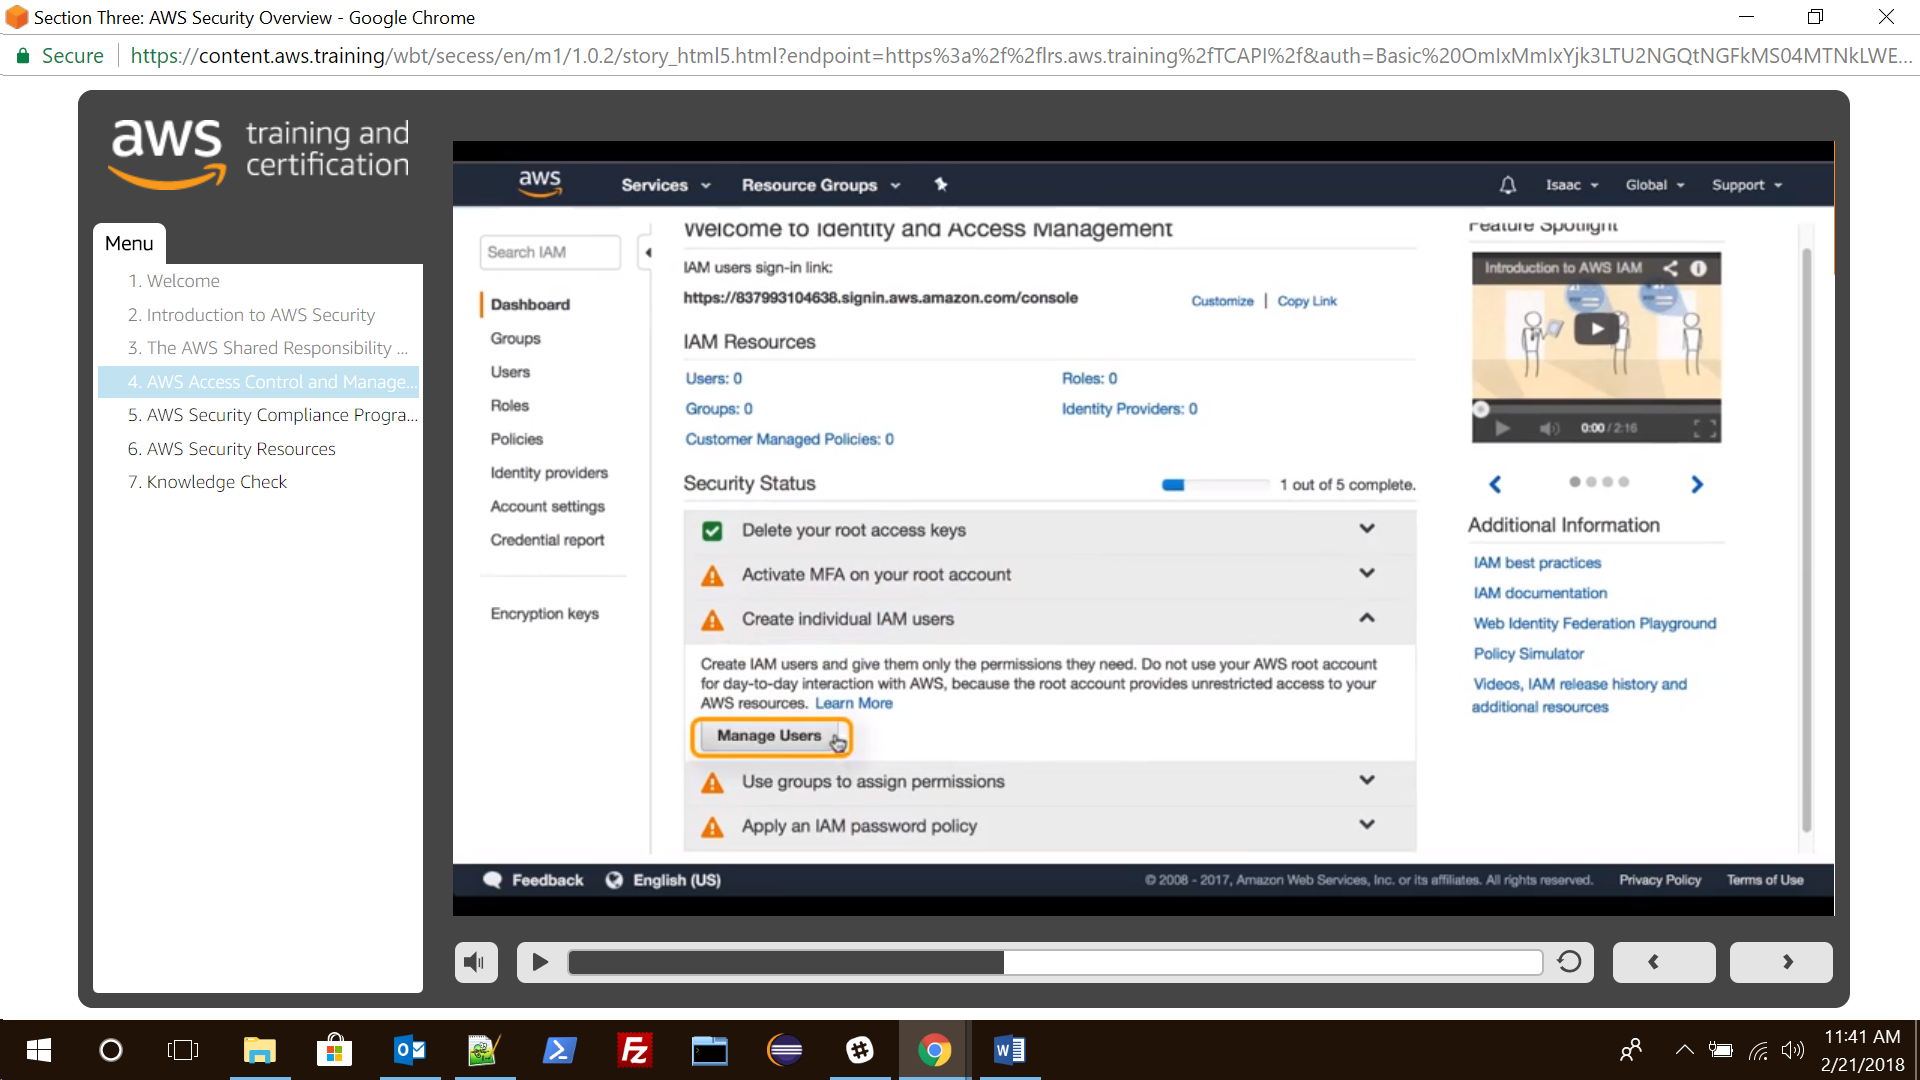 Section Three: AWS Security Overview - Google Chrome
Secure
https://content.aws.training/wbt/secess/en/m1/1.0.2/story_html5.html?endpoint=https%3a%2f%2flrs.aws.training%2fTCAPI%2f&auth=Basic%20OmIxMmIxYjk3LTU2NGQtNGFkMS04MTNkLWE...
aws training and certification
Menu
1. Welcome
2. Introduction to AWS Security
3. The AWS Shared Responsibility ...
4. AWS Access Control and Manage...
5. AWS Security Compliance Progra...
6. AWS Security Resources
7. Knowledge Check
aws
Services
Resource Groups
Isaac
Global
Support
Search IAM
Dashboard
Groups
Users
Roles
Policies
Identity providers
Account settings
Credential report
Encryption keys
Welcome to Identity and Access Management
IAM users sign-in link:
https://837993104638.signin.aws.amazon.com/console
Customize | Copy Link
IAM Resources
Users: 0
Roles: 0
Groups: 0
Identity Providers: 0
Customer Managed Policies: 0
Security Status
1 out of 5 complete.
Delete your root access keys
Activate MFA on your root account
Create individual IAM users
Create IAM users and give them only the permissions they need. Do not use your AWS root account
for day-to-day interaction with AWS, because the root account provides unrestricted access to your
AWS resources. Learn More
Manage Users
Use groups to assign permissions
Apply an IAM password policy
Feature Spotlight
Introduction to AWS IAM
0:00 / 2:16
Additional Information
IAM best practices
IAM documentation
Web Identity Federation Playground
Policy Simulator
Videos, IAM release history and
additional resources
Feedback
English (US)
© 2008 - 2017, Amazon Web Services, Inc. or its affiliates. All rights reserved.
Privacy Policy
Terms of Use
11:41 AM
2/21/2018